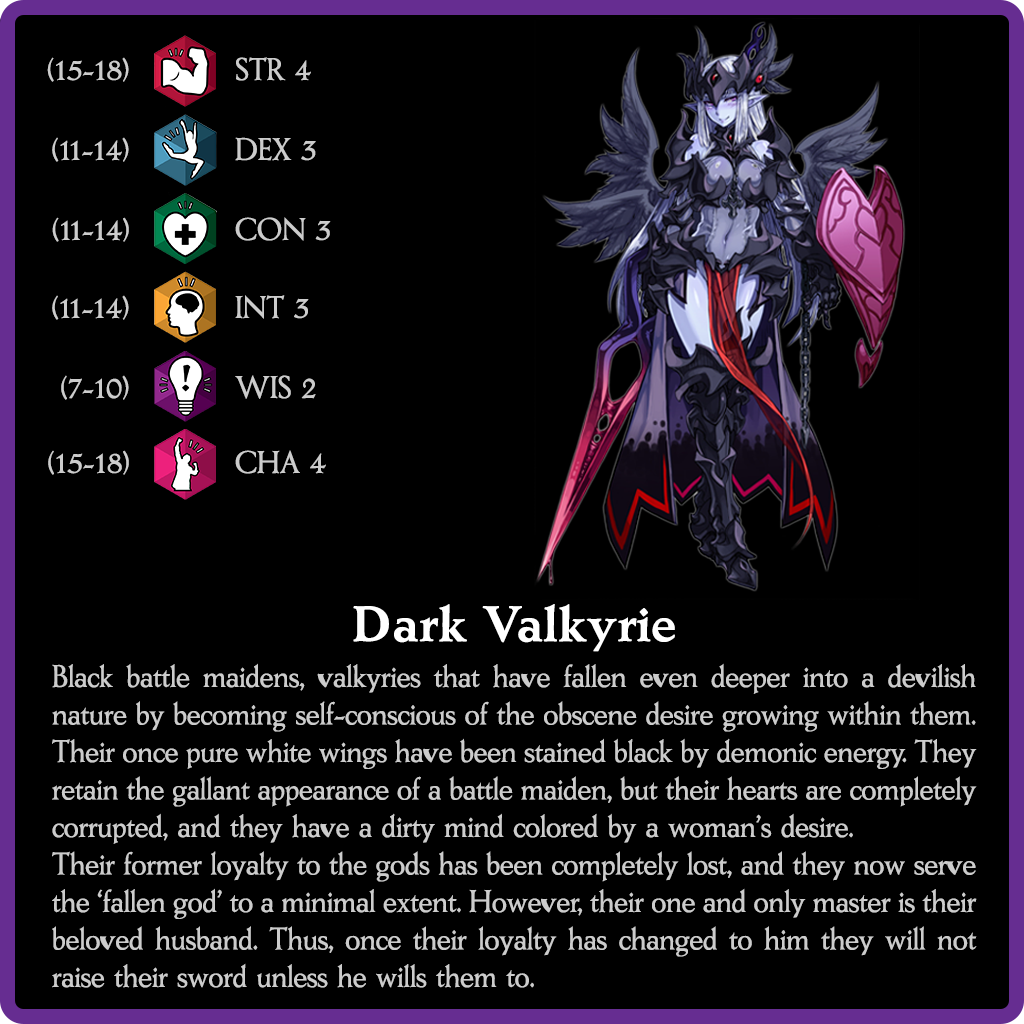 (15-18) STR 4
(11-14) DEX 3
(11-14) CON 3
(11-14) INT 3
(7-10) WIS 2
(15-18) CHA 4
Dark Valkyrie
Black battle maidens, valkyries that have fallen even deeper into a devilish
nature by becoming self-conscious of the obscene desire growing within them.
Their once pure white wings have been stained black by demonic energy. They
retain the gallant appearance of a battle maiden, but their hearts are completely
corrupted, and they have a dirty mind colored by a woman's desire.
Their former loyalty to the gods has been completely lost, and they now serve
the 'fallen god' to a minimal extent. However, their one and only master is their
beloved husband. Thus, once their loyalty has changed to him they will not
raise their sword unless he wills them to.